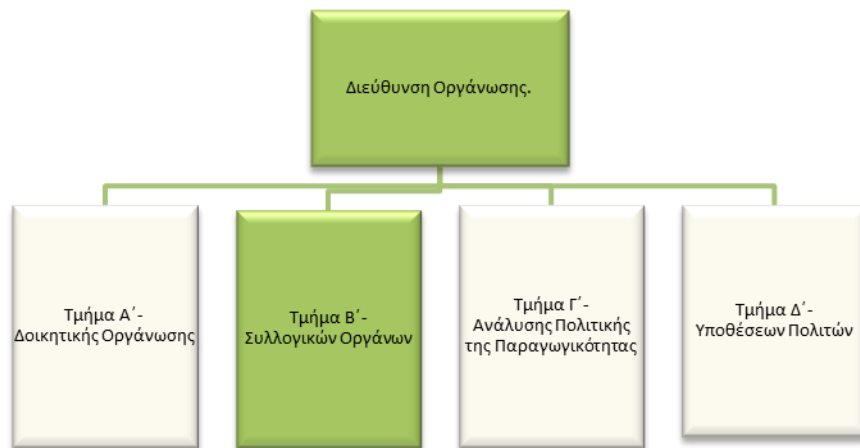 Διεύθυνση Οργάνωσης.
Τμήμα Α΄-
Δοικητικής Οργάνωσης
Τμήμα Β΄-
Συλλογικών Οργάνων
Τμήμα Γ΄-
Ανάλυσης Πολιτικής
της Παραγωγικότητας
Τμήμα Δ΄-
Υποθέσεων Πολιτών